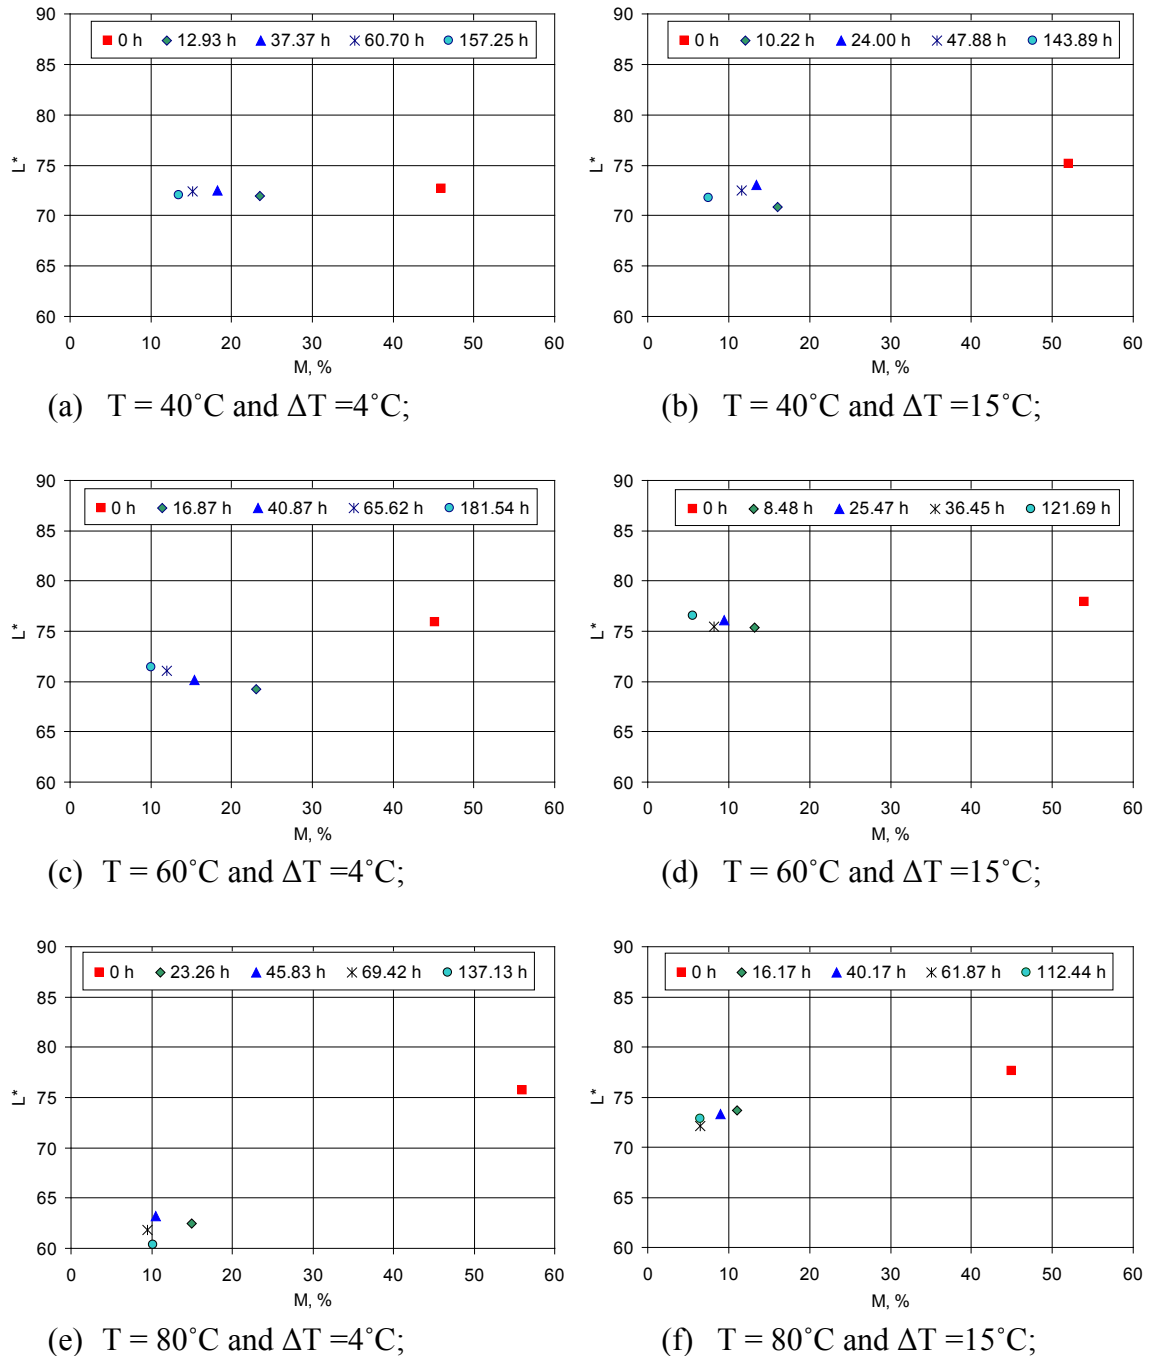 90
85
80
75
70
65
60
L*
0 h 12.93 h 37.37 h 60.70 h 157.25 h
0 10 20 30 40 50 60
M, %
(a) T = 40˚C and ΔT =4˚C;
90
85
80
75
70
65
60
L*
0 h 10.22 h 24.00 h 47.88 h 143.89 h
0 10 20 30 40 50 60
M, %
(b) T = 40˚C and ΔT =15˚C;
90
85
80
75
70
65
60
L*
0 h 16.87 h 40.87 h 65.62 h 181.54 h
0 10 20 30 40 50 60
M, %
(c) T = 60˚C and ΔT =4˚C;
90
85
80
75
70
65
60
L*
0 h 8.48 h 25.47 h 36.45 h 121.69 h
0 10 20 30 40 50 60
M, %
(d) T = 60˚C and ΔT =15˚C;
90
85
80
75
70
65
60
L*
0 h 23.26 h 45.83 h 69.42 h 137.13 h
0 10 20 30 40 50 60
M, %
(e) T = 80˚C and ΔT =4˚C;
90
85
80
75
70
65
60
L*
0 h 16.17 h 40.17 h 61.87 h 112.44 h
0 10 20 30 40 50 60
M, %
(f) T = 80˚C and ΔT =15˚C;